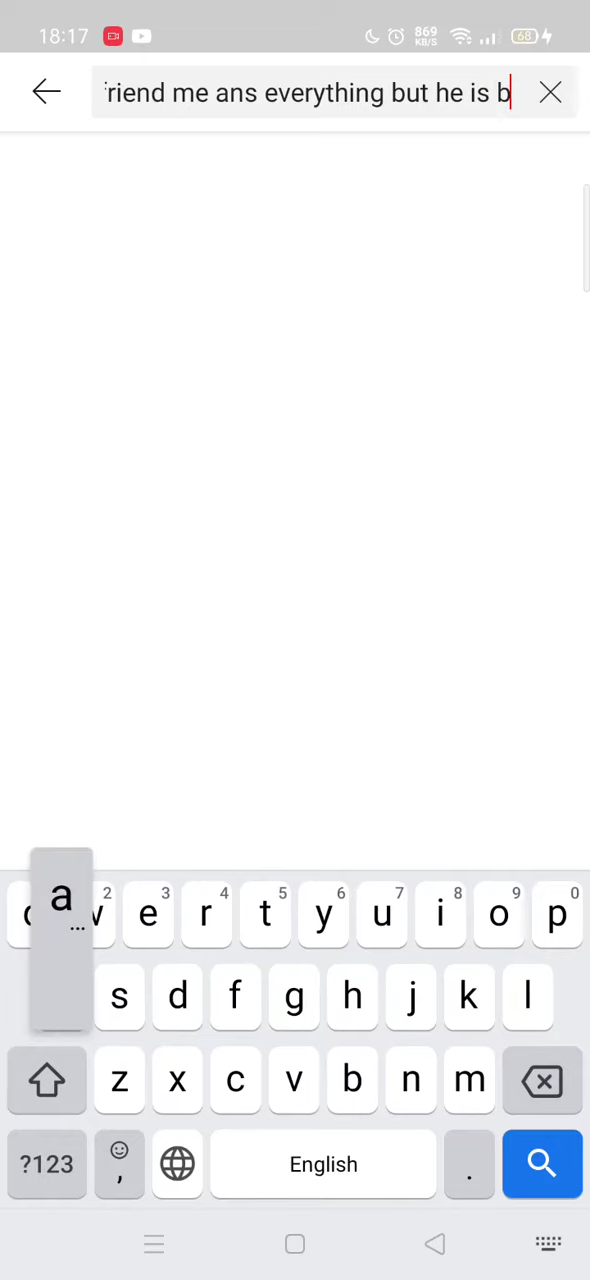 18:17 869 KB/S 68
riend me ans everything but he is b
a
w 2 e 3 r 4 t 5 y 6 u 7 i 8 o 9 p 0
s d f g h j k l
z x c v b n m
?123 , English .